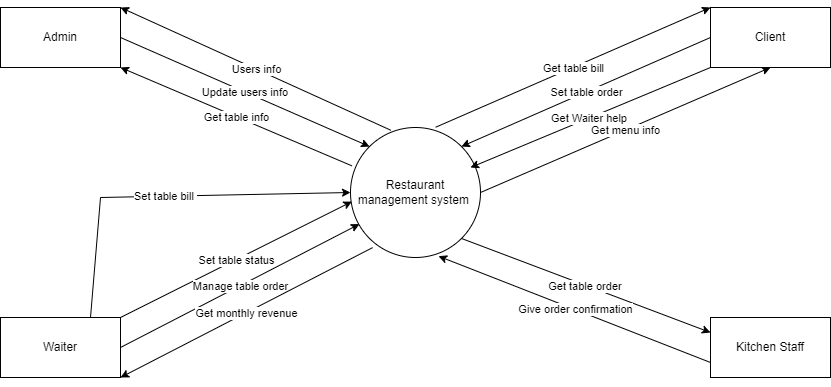 Admin
Client
Users info
Get table bill
Update users info
Set table order
Get table info
Get Waiter help
Get menu info
Restaurant
management system
Set table bill
Set table status
Manage table order
Get table order
Get monthly revenue
Give order confirmation
Waiter
Kitchen Staff